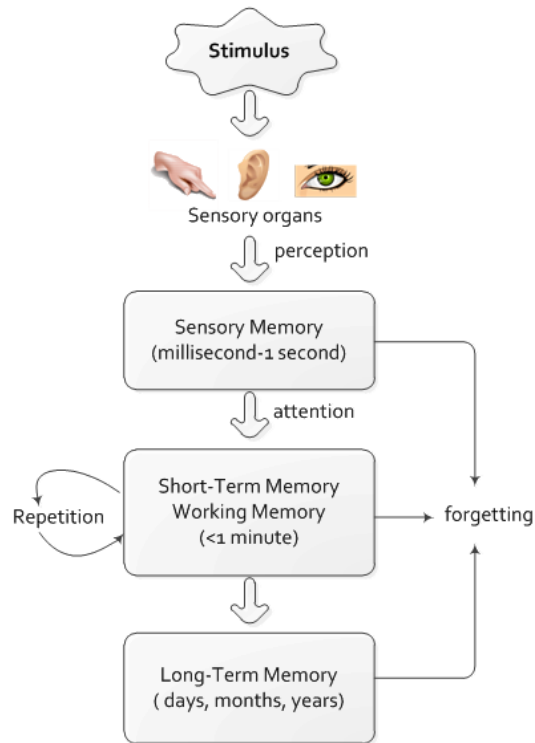 Stimulus
Sensory organs
perception
Sensory Memory
(millisecond-1 second)
attention
Short-Term Memory
Working Memory
(<1 minute)
Repetition
forgetting
Long-Term Memory
( days, months, years)